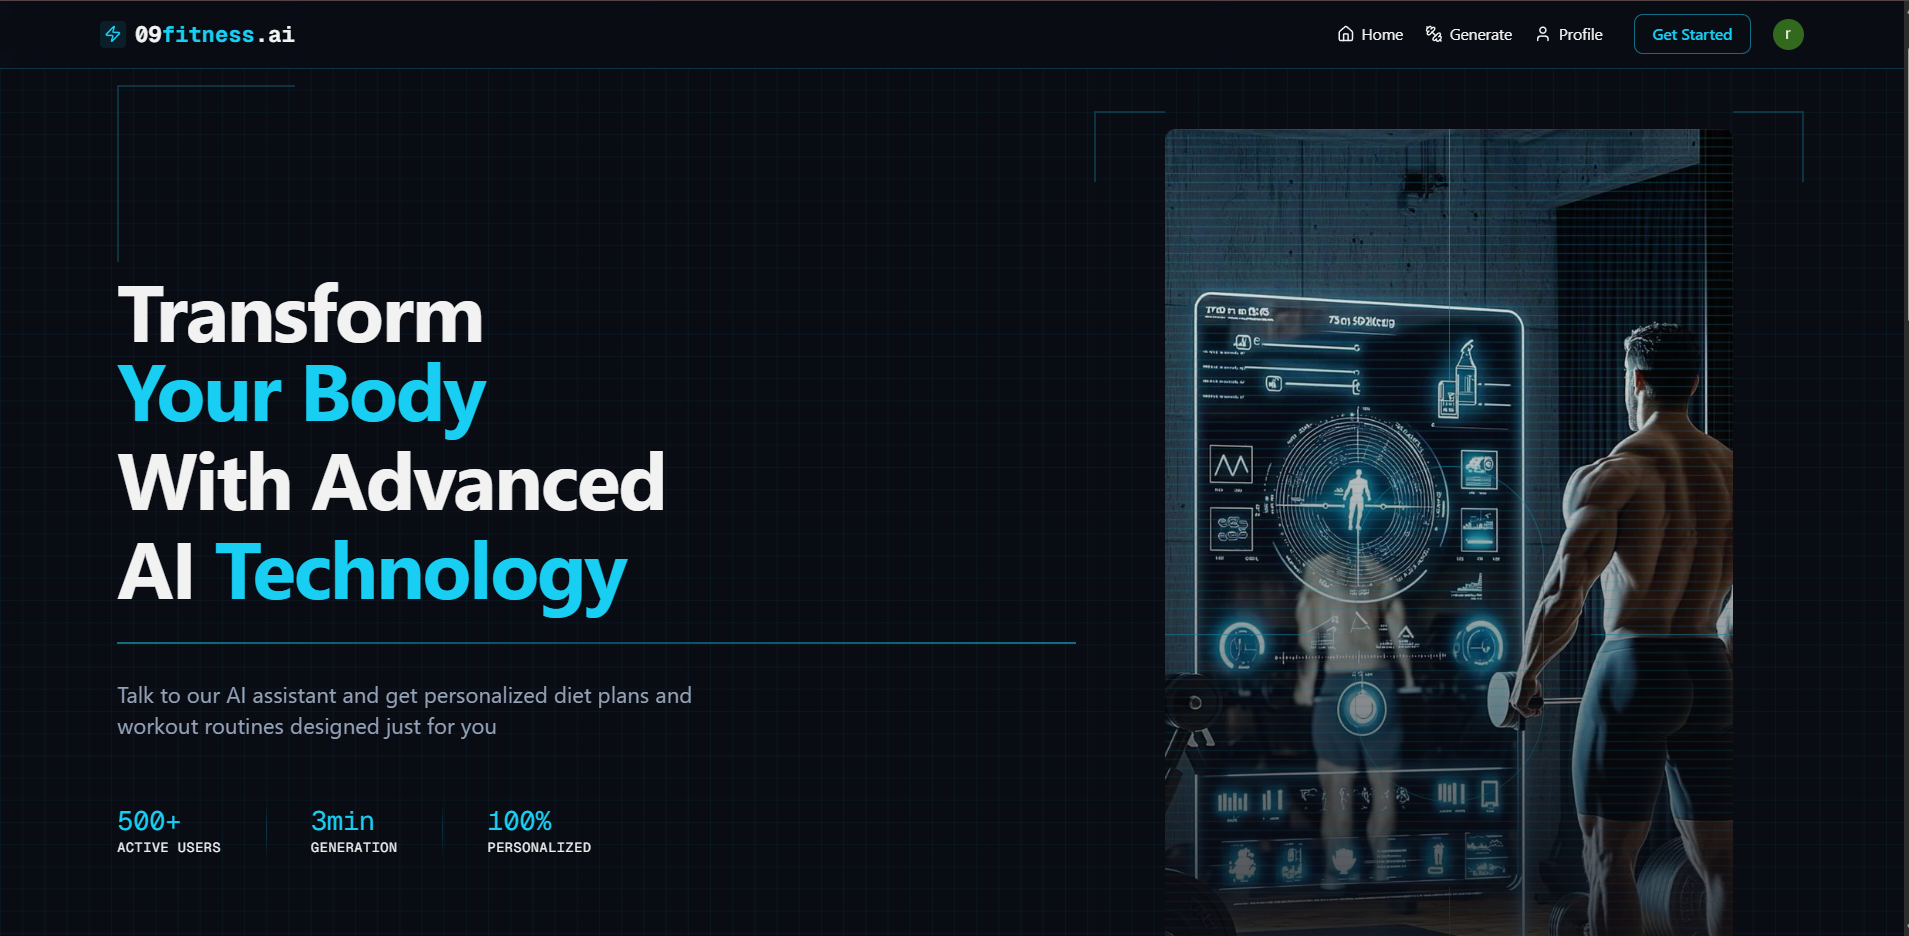 09fitness.ai
Home
Generate
Profile
Get Started
r
Transform
Your Body
With Advanced
AI Technology
Talk to our AI assistant and get personalized diet plans and
workout routines designed just for you
500+
ACTIVE USERS
3min
GENERATION
100%
PERSONALIZED